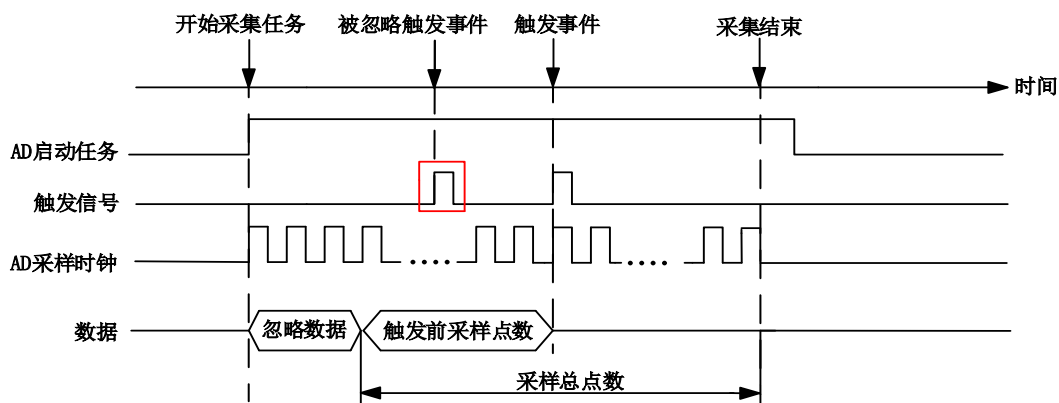 开始采集任务
被忽略触发事件
触发事件
采集结束
时间
AD启动任务
触发信号
AD采样时钟
数据
忽略数据
触发前采样点数
采样总点数